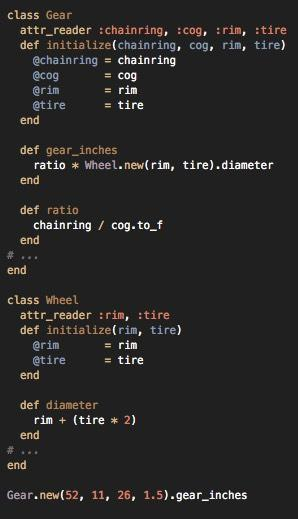 class Gear
  attr_reader :chainring, :cog, :rim, :tire
  def initialize(chainring, cog, rim, tire)
    @chainring = chainring
    @cog       = cog
    @rim       = rim
    @tire      = tire
  end

  def gear_inches
    ratio * Wheel.new(rim, tire).diameter
  end

  def ratio
    chainring / cog.to_f
  end
# ...
end

class Wheel
  attr_reader :rim, :tire
  def initialize(rim, tire)
    @rim       = rim
    @tire      = tire
  end

  def diameter
    rim + (tire * 2)
  end
# ...
end

Gear.new(52, 11, 26, 1.5).gear_inches